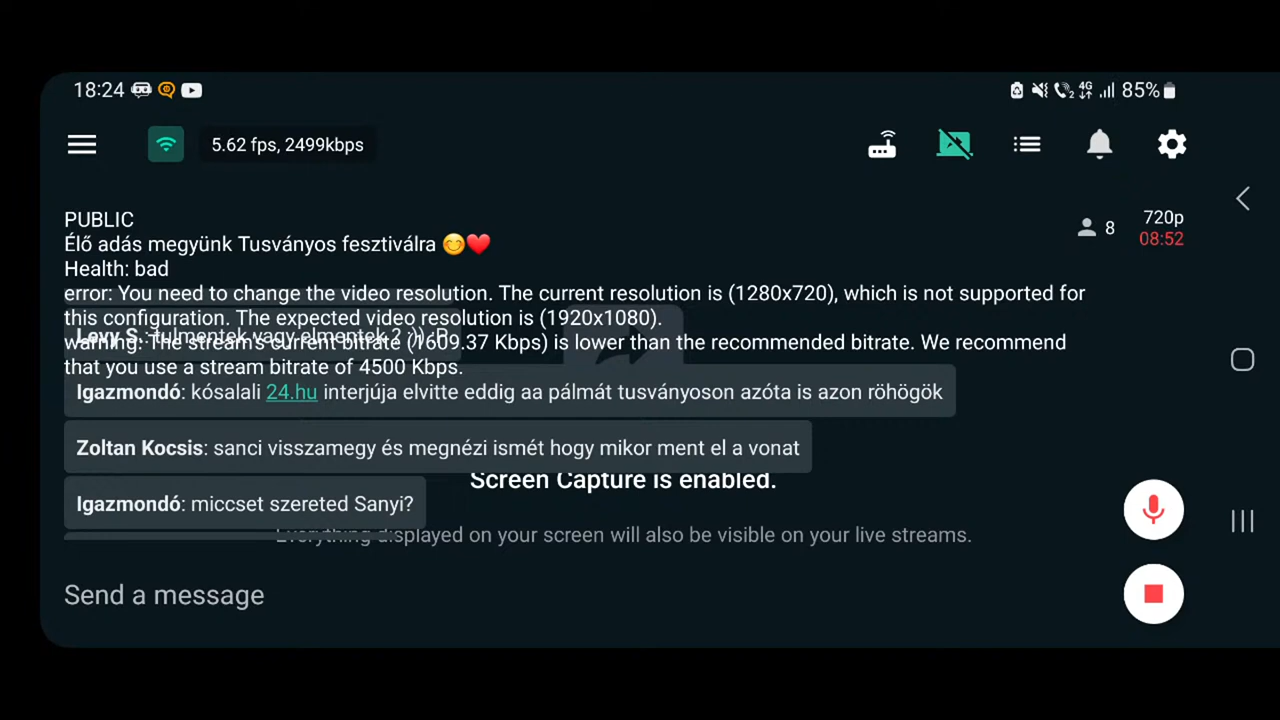 18:24
85%
5.62 fps, 2499kbps
PUBLIC
Élő adás megyünk Tusványos fesztiválra 😊❤️
8
720p
08:52
Health: bad
error: You need to change the video resolution. The current resolution is (1280x720), which is not supported for
this configuration. The expected video resolution is (1920x1080).
Levy S.: tulmentek vagy elmentek ? :)) :P
warning: The stream's current bitrate (1609.37 Kbps) is lower than the recommended bitrate. We recommend
that you use a stream bitrate of 4500 Kbps.
Igazmondó: kósalali 24.hu interjúja elvitte eddig aa pálmát tusványoson azóta is azon röhögök
Zoltan Kocsis: sanci visszamegy és megnézi ismét hogy mikor ment el a vonat
Screen Capture is enabled.
Igazmondó: miccset szereted Sanyi?
Everything displayed on your screen will also be visible on your live streams.
Send a message